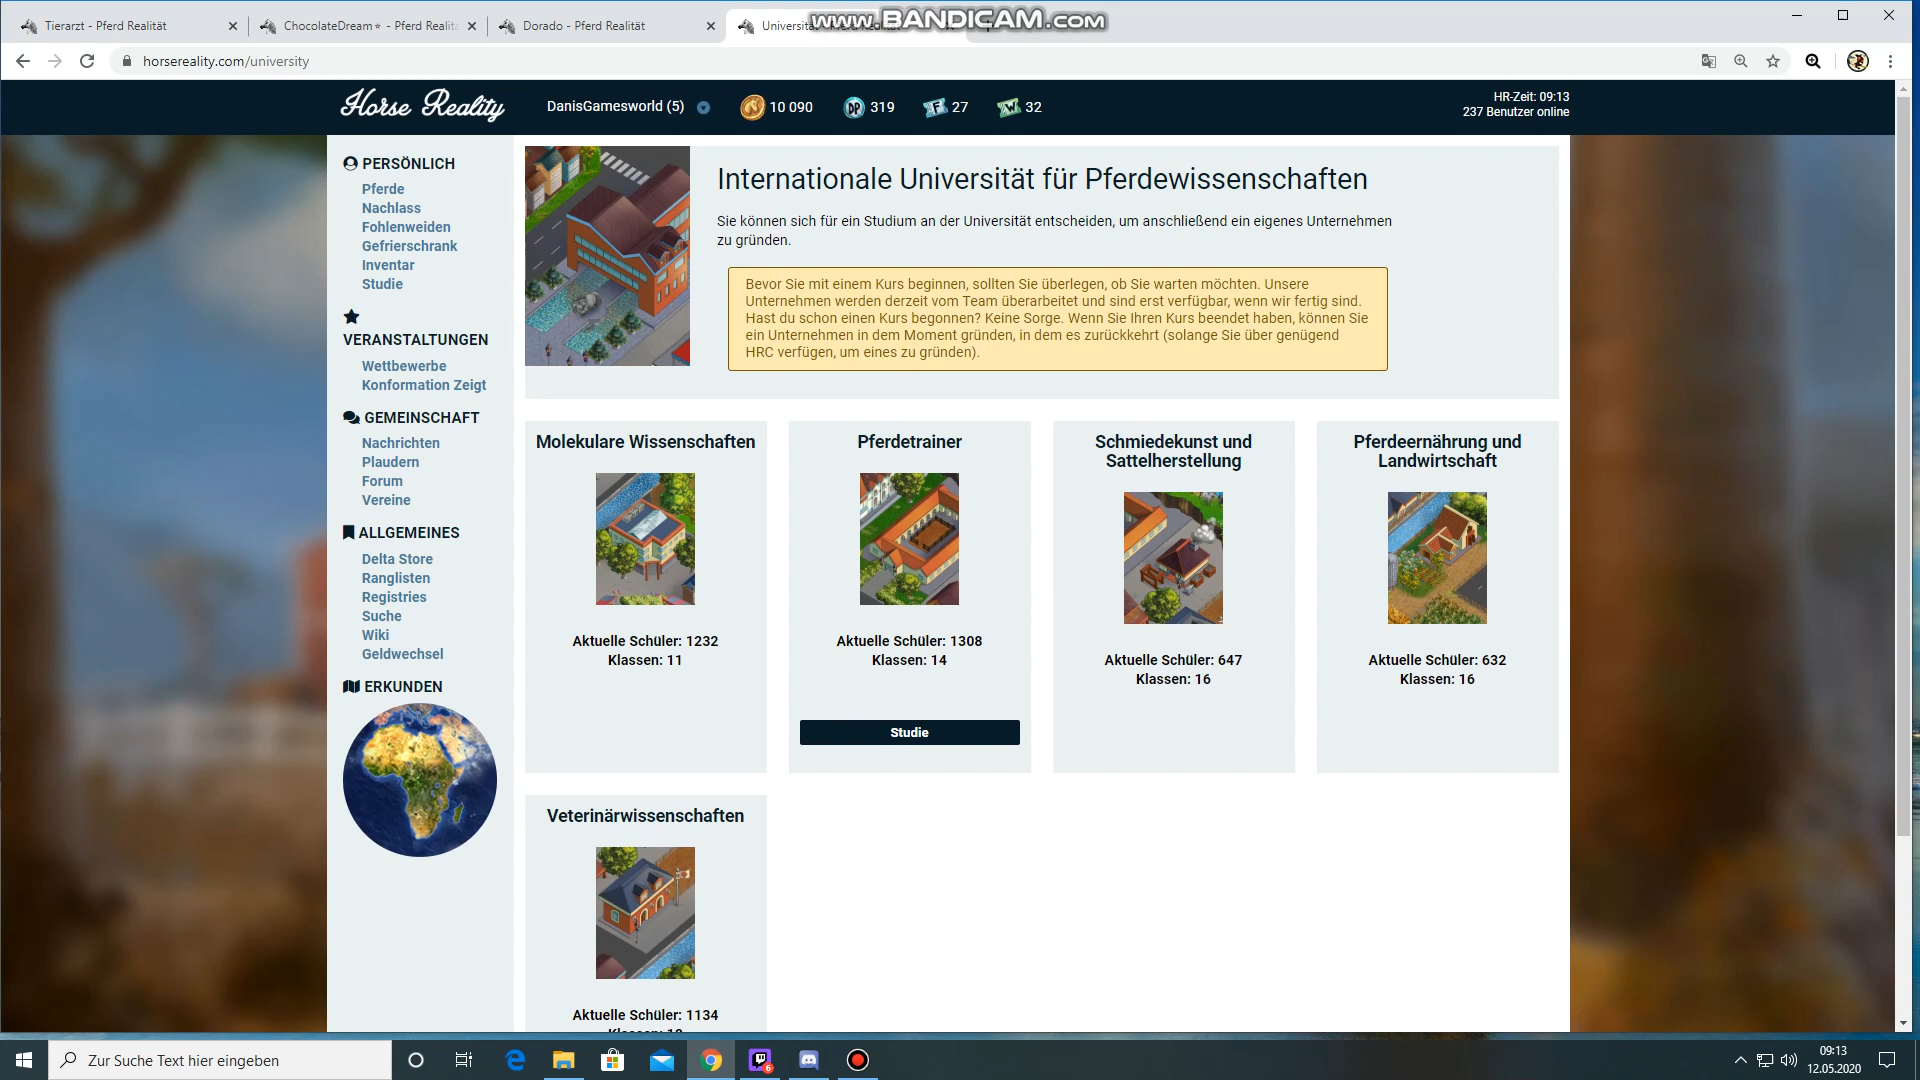 Tierarzt - Pferd Realität
ChocolateDream⭐ - Pferd Realitä
Dorado - Pferd Realität
www.BANDICAM.com
horsereality.com/university
Horse Reality
DanisGamesworld (5)
10 090
DP
319
F
27
W
32
HR-Zeit: 09:13
237 Benutzer online
PERSÖNLICH
Pferde
Nachlass
Fohlenweiden
Gefrierschrank
Inventar
Studie
VERANSTALTUNGEN
Wettbewerbe
Konformation Zeigt
GEMEINSCHAFT
Nachrichten
Plaudern
Forum
Vereine
ALLGEMEINES
Delta Store
Ranglisten
Registries
Suche
Wiki
Geldwechsel
ERKUNDEN
Internationale Universität für Pferdewissenschaften
Sie können sich für ein Studium an der Universität entscheiden, um anschließend ein eigenes Unternehmen
zu gründen.
Bevor Sie mit einem Kurs beginnen, sollten Sie überlegen, ob Sie warten möchten. Unsere
Unternehmen werden derzeit vom Team überarbeitet und sind erst verfügbar, wenn wir fertig sind.
Hast du schon einen Kurs begonnen? Keine Sorge. Wenn Sie Ihren Kurs beendet haben, können Sie
ein Unternehmen in dem Moment gründen, in dem es zurückkehrt (solange Sie über genügend
HRC verfügen, um eines zu gründen).
Molekulare Wissenschaften
Aktuelle Schüler: 1232
Klassen: 11
Pferdetrainer
Aktuelle Schüler: 1308
Klassen: 14
Studie
Schmiedekunst und
Sattelherstellung
Aktuelle Schüler: 647
Klassen: 16
Pferdeernährung und
Landwirtschaft
Aktuelle Schüler: 632
Klassen: 16
Veterinärwissenschaften
Aktuelle Schüler: 1134
Zur Suche Text hier eingeben
6
09:13
12.05.2020